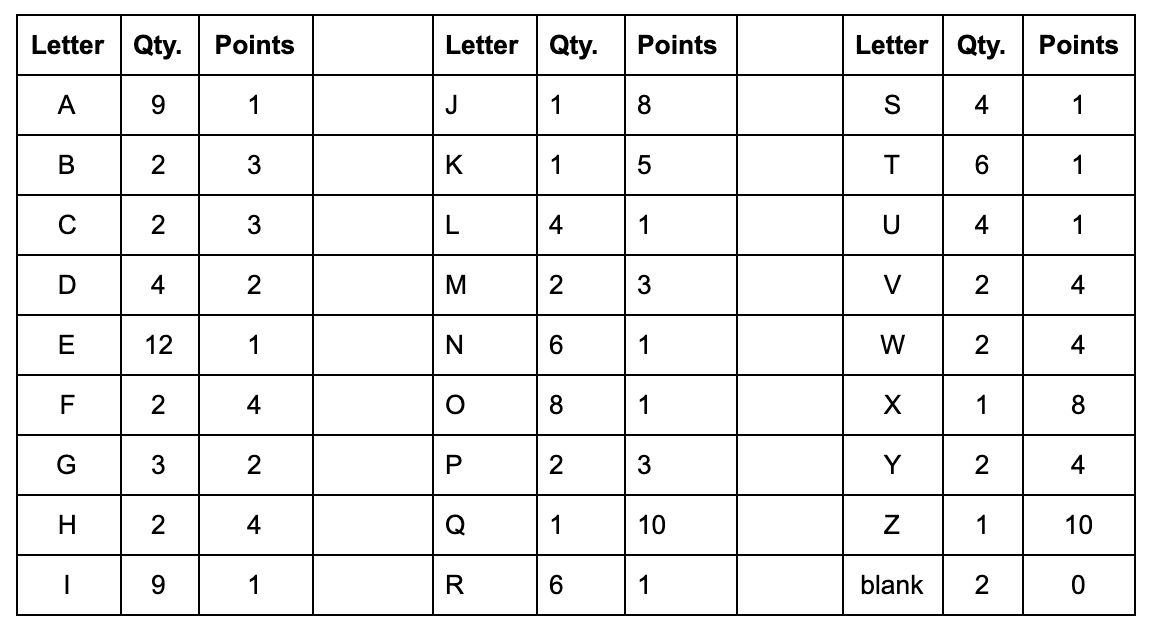 Letter Qty. Points Letter Qty. Points Letter Qty. Points
A 9 1 J 1 8 S 4 1
B 2 3 K 1 5 T 6 1
C 2 3 L 4 1 U 4 1
D 4 2 M 2 3 V 2 4
E 12 1 N 6 1 W 2 4
F 2 4 O 8 1 X 1 8
G 3 2 P 2 3 Y 2 4
H 2 4 Q 1 10 Z 1 10
I 9 1 R 6 1 blank 2 0